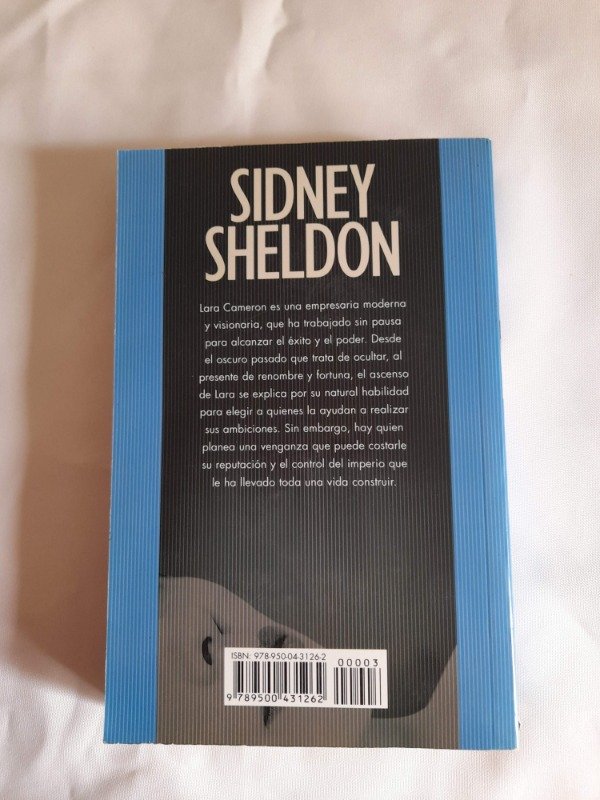 SIDNEY
SHELDON
Lara Cameron es una empresaria moderna
y visionaria, que ha trabajado sin pausa
para alcanzar el éxito y el poder. Desde
el oscuro pasado que trata de ocultar, al
presente de renombre y fortuna, el ascenso
de Lara se explica por su natural habilidad
para elegir a quienes la ayudan a realizar
sus ambiciones. Sin embargo, hay quien
planea una venganza que puede costarle
su reputación y el control del imperio que
le ha llevado toda una vida construir.
ISBN: 978-950-04-3126-2
00003
9 789500 431262